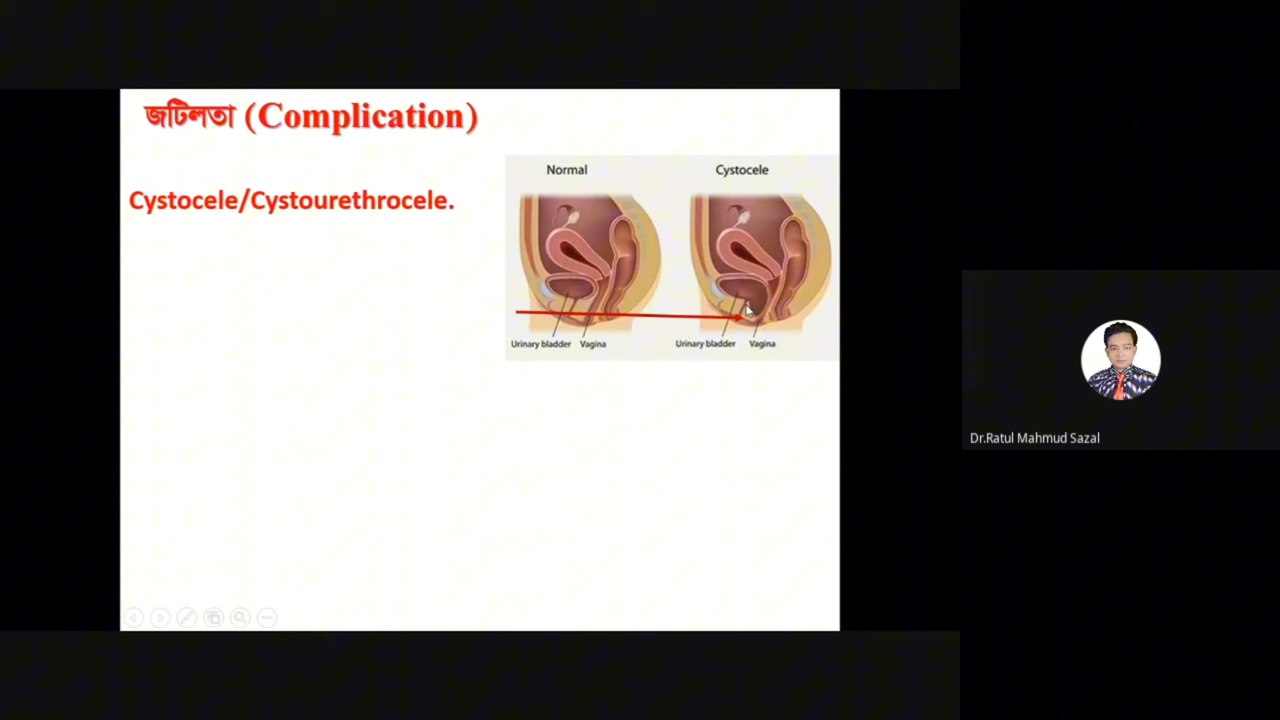 জটিলতা (Complication)
Cystocele/Cystourethrocele.
Normal
Cystocele
Urinary bladder
Vagina
Urinary bladder
Vagina
Dr.Ratul Mahmud Sazal